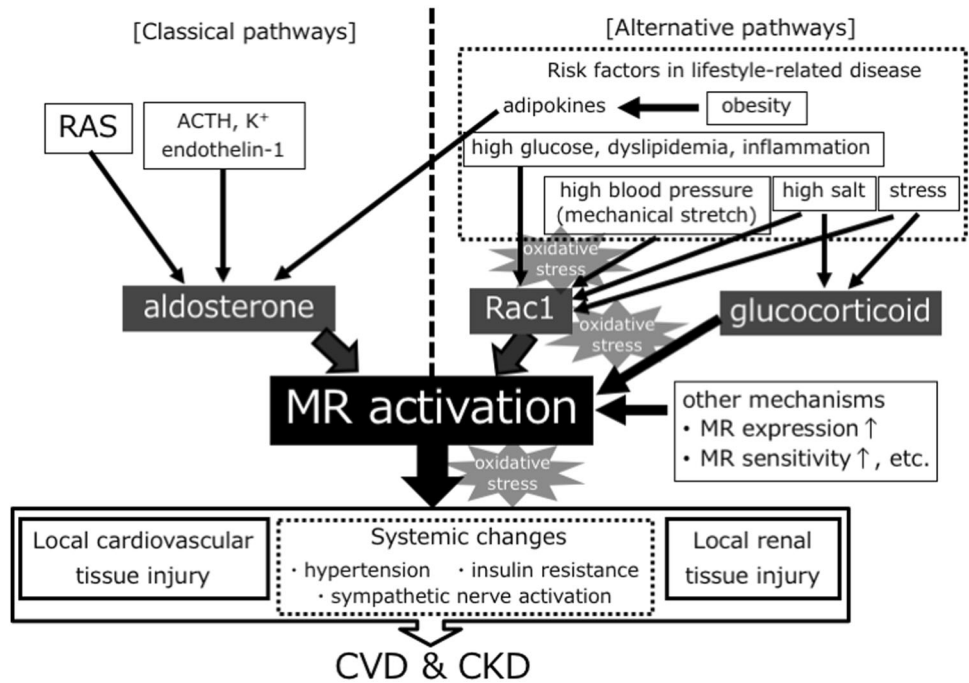 [Classical pathways]
[Alternative pathways]
Risk factors in lifestyle-related disease
adipokines
obesity
RAS
ACTH, K⁺
endothelin-1
high glucose, dyslipidemia, inflammation
high blood pressure
(mechanical stretch)
high salt
stress
oxidative
stress
aldosterone
Rac1
glucocorticoid
oxidative
stress
MR activation
other mechanisms
・MR expression↑
・MR sensitivity↑, etc.
oxidative
stress
Local cardiovascular
tissue injury
Systemic changes
・hypertension ・insulin resistance
・sympathetic nerve activation
Local renal
tissue injury
CVD & CKD